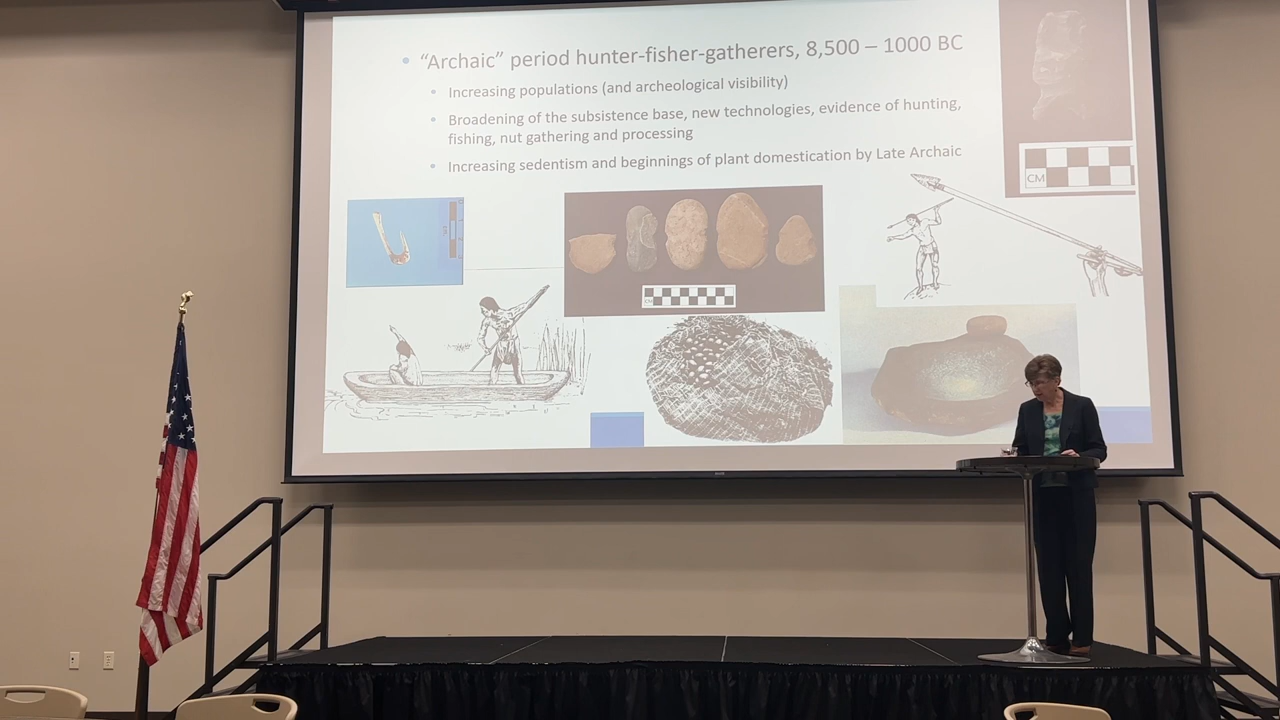 • “Archaic” period hunter-fisher-gatherers, 8,500 – 1000 BC
• Increasing populations (and archeological visibility)
• Broadening of the subsistence base, new technologies, evidence of hunting,
fishing, nut gathering and processing
• Increasing sedentism and beginnings of plant domestication by Late Archaic
CM
CM